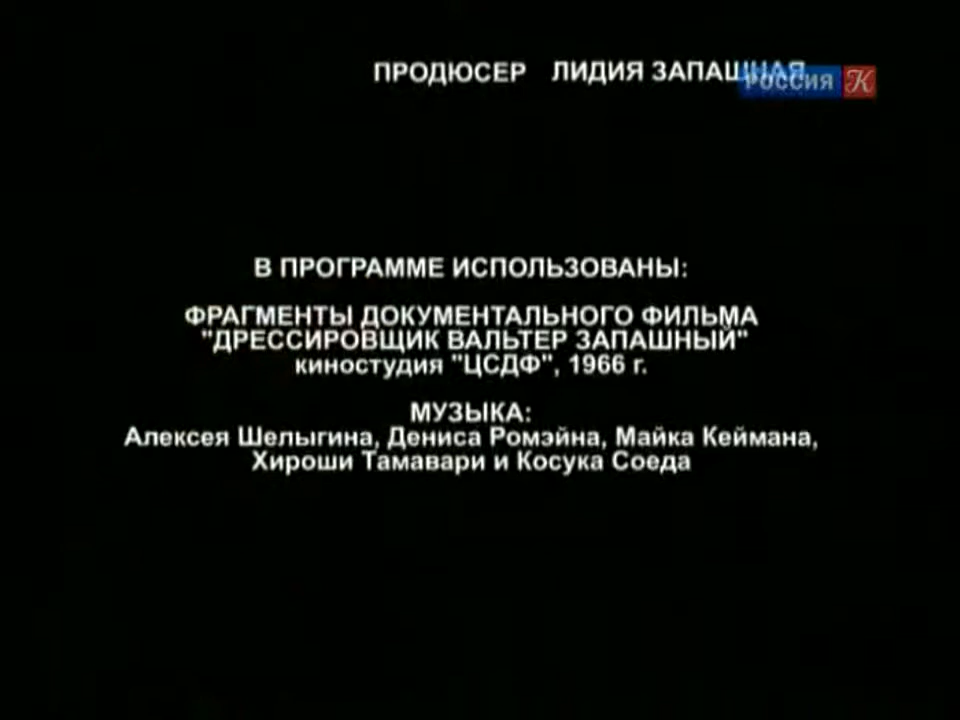 ПРОДЮСЕР ЛИДИЯ ЗАПАШНАЯ
РОССИЯ К
В ПРОГРАММЕ ИСПОЛЬЗОВАНЫ:
ФРАГМЕНТЫ ДОКУМЕНТАЛЬНОГО ФИЛЬМА
"ДРЕССИРОВЩИК ВАЛЬТЕР ЗАПАШНЫЙ"
киностудия "ЦСДФ", 1966 г.
МУЗЫКА:
Алексея Шелыгина, Дениса Ромэйна, Майка Кеймана,
Хироши Тамавари и Косука Соеда